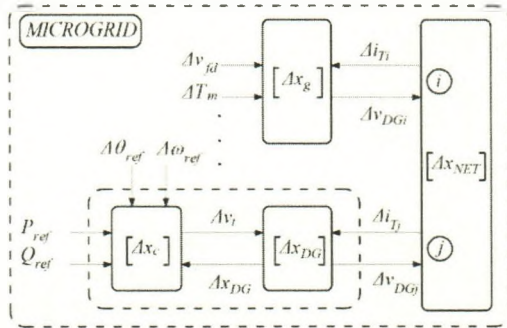 MICROGRID
Δv_fd
ΔT_m
[Δx_g]
Δi_Ti
Δv_DGi
i
[Δx_NET]
Δθ_ref
Δω_ref
P_ref
Q_ref
[Δx_c]
Δv_t
Δx_DG
[Δx_DG]
Δi_Tj
Δv_DGj
j